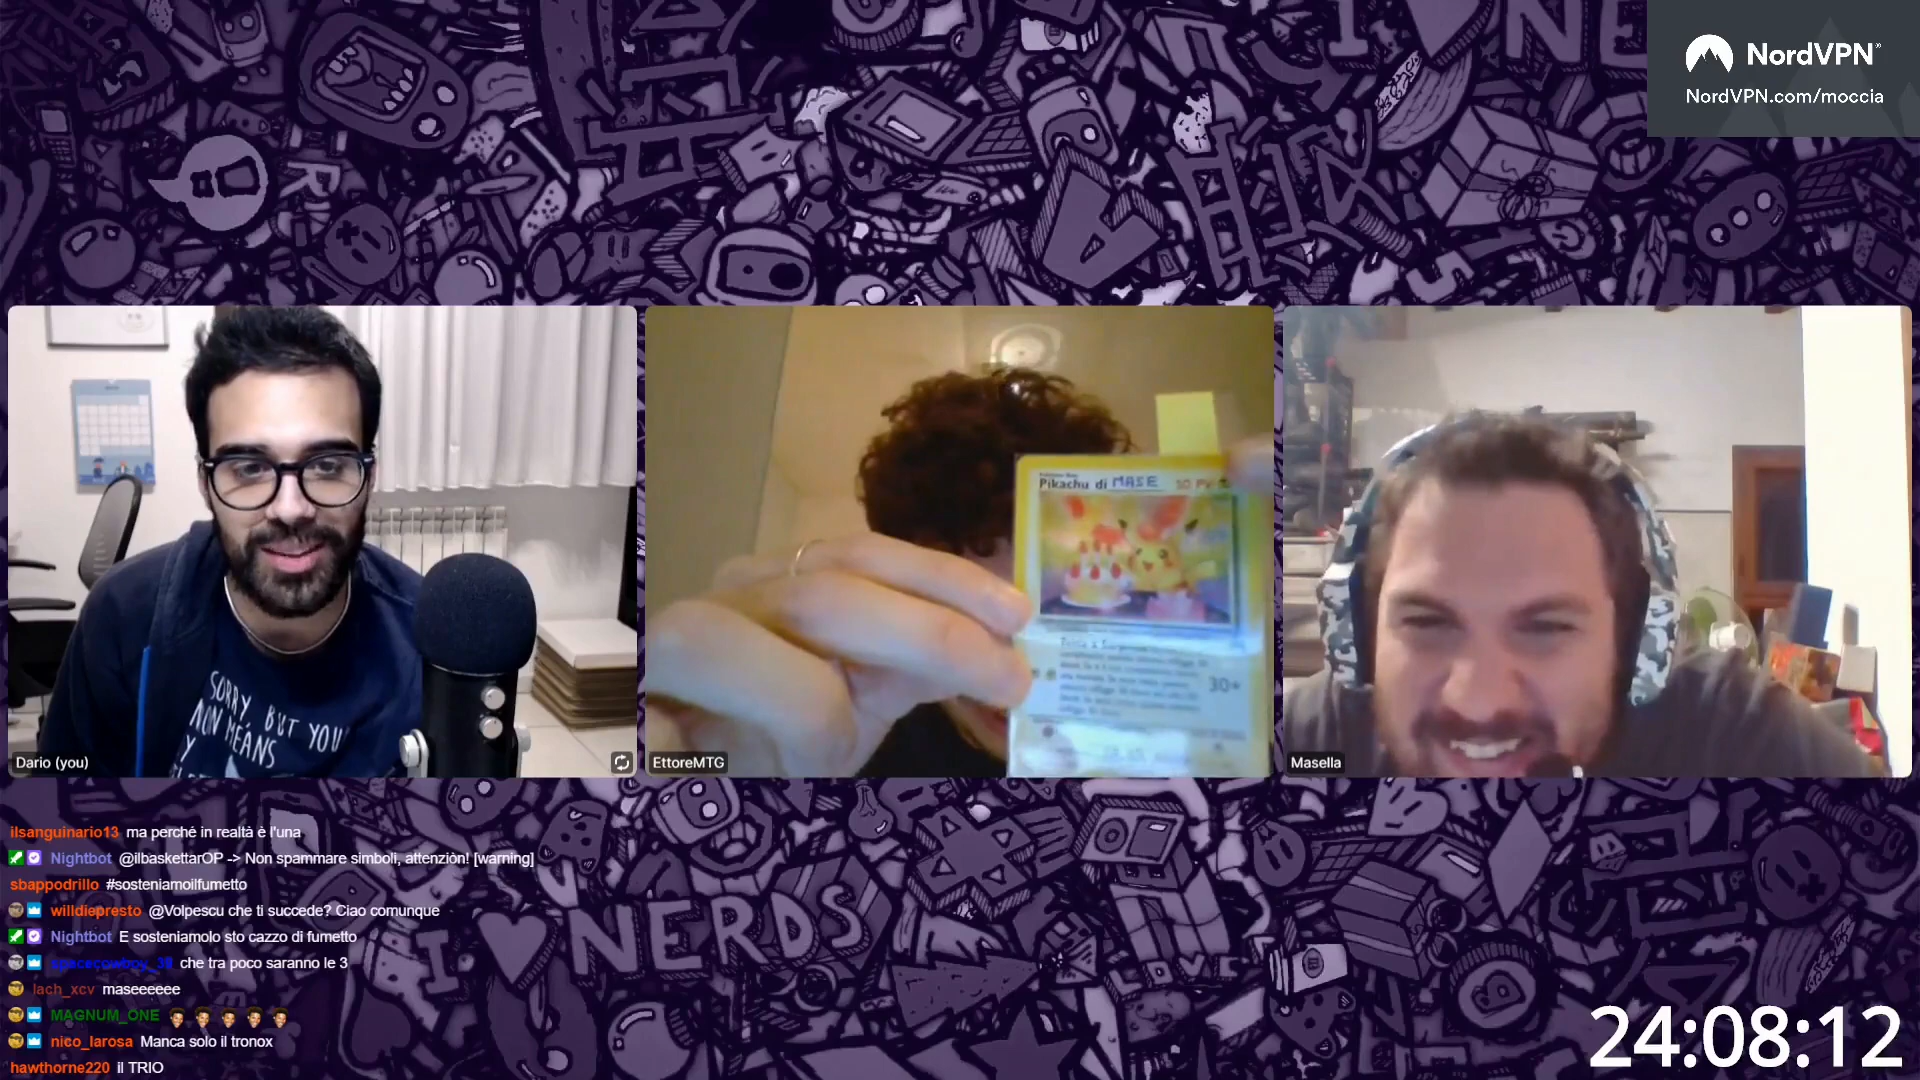 NordVPN®
NordVPN.com/moccia
I NE
Pikachu di MASE
30+
SORRY, BUT YOU
NON MEANS
Y
Dario (you)
EttoreMTG
Masella
ilsanguinario13 ma perché in realtà è l'una
Nightbot @ilbaskettarOP -> Non spammare simboli, attenziòn! [warning]
sbappodrillo #sosteniamoilfumetto
willdiepresto @Volpescu che ti succede? Ciao comunque
Nightbot E sosteniamolo sto cazzo di fumetto
che tra poco saranno le 3
lach_xcv maseeeeee
MAGNUM_ONE
nico_larosa Manca solo il tronox
hawthorne220 il TRIO
I NERDS
LOVE
24:08:12